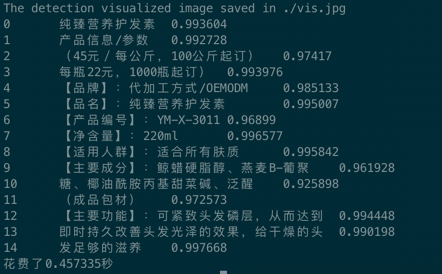 The detection visualized image saved in ./vis.jpg
0 纯臻营养护发素 0.993604
1 产品信息/参数 0.992728
2 （45元／每公斤，100公斤起订） 0.97417
3 每瓶22元，1000瓶起订） 0.993976
4 【品牌】：代加工方式/OEMODM 0.985133
5 【品名】：纯臻营养护发素 0.995007
6 【产品编号】：YM-X-3011 0.96899
7 【净含量】：220ml 0.996577
8 【适用人群】：适合所有肤质 0.995842
9 【主要成分】：鲸蜡硬脂醇、燕麦B-葡聚 0.961928
10 糖、椰油酰胺丙基甜菜碱、泛醒 0.925898
11 （成品包材） 0.972573
12 【主要功能】：可紧致头发磷层，从而达到 0.994448
13 即时持久改善头发光泽的效果，给干燥的头 0.990198
14 发足够的滋养 0.997668
花费了0.457335秒